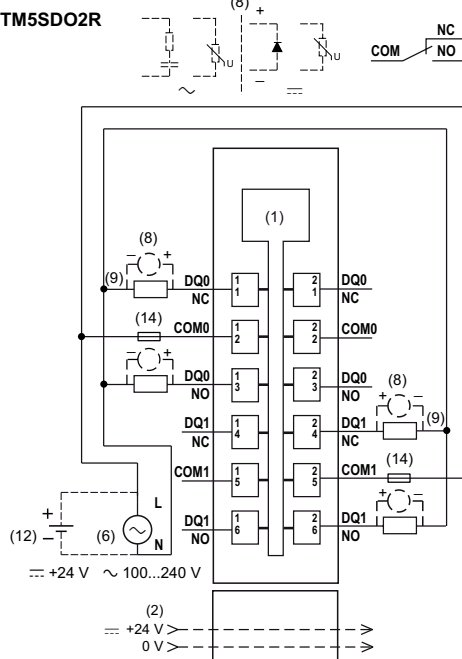 TM5SDO2R
(8)
+
U
−
U
NC
COM
NO
(1)
(8)
− +
(9)
DQ0
1
1
2
1
DQ0
NC
NC
(14)
COM0
1
2
2
2
COM0
− +
DQ0
1
3
2
3
DQ0
NO
NO
(8)
+ −
DQ1
1
4
2
4
DQ1
(9)
NC
NC
COM1
1
5
2
5
COM1
(14)
+ −
DQ1
1
6
2
6
DQ1
NO
NO
L
+
(12)
−
(6)
N
+24 V ~ 100...240 V
(2)
+24 V
0 V